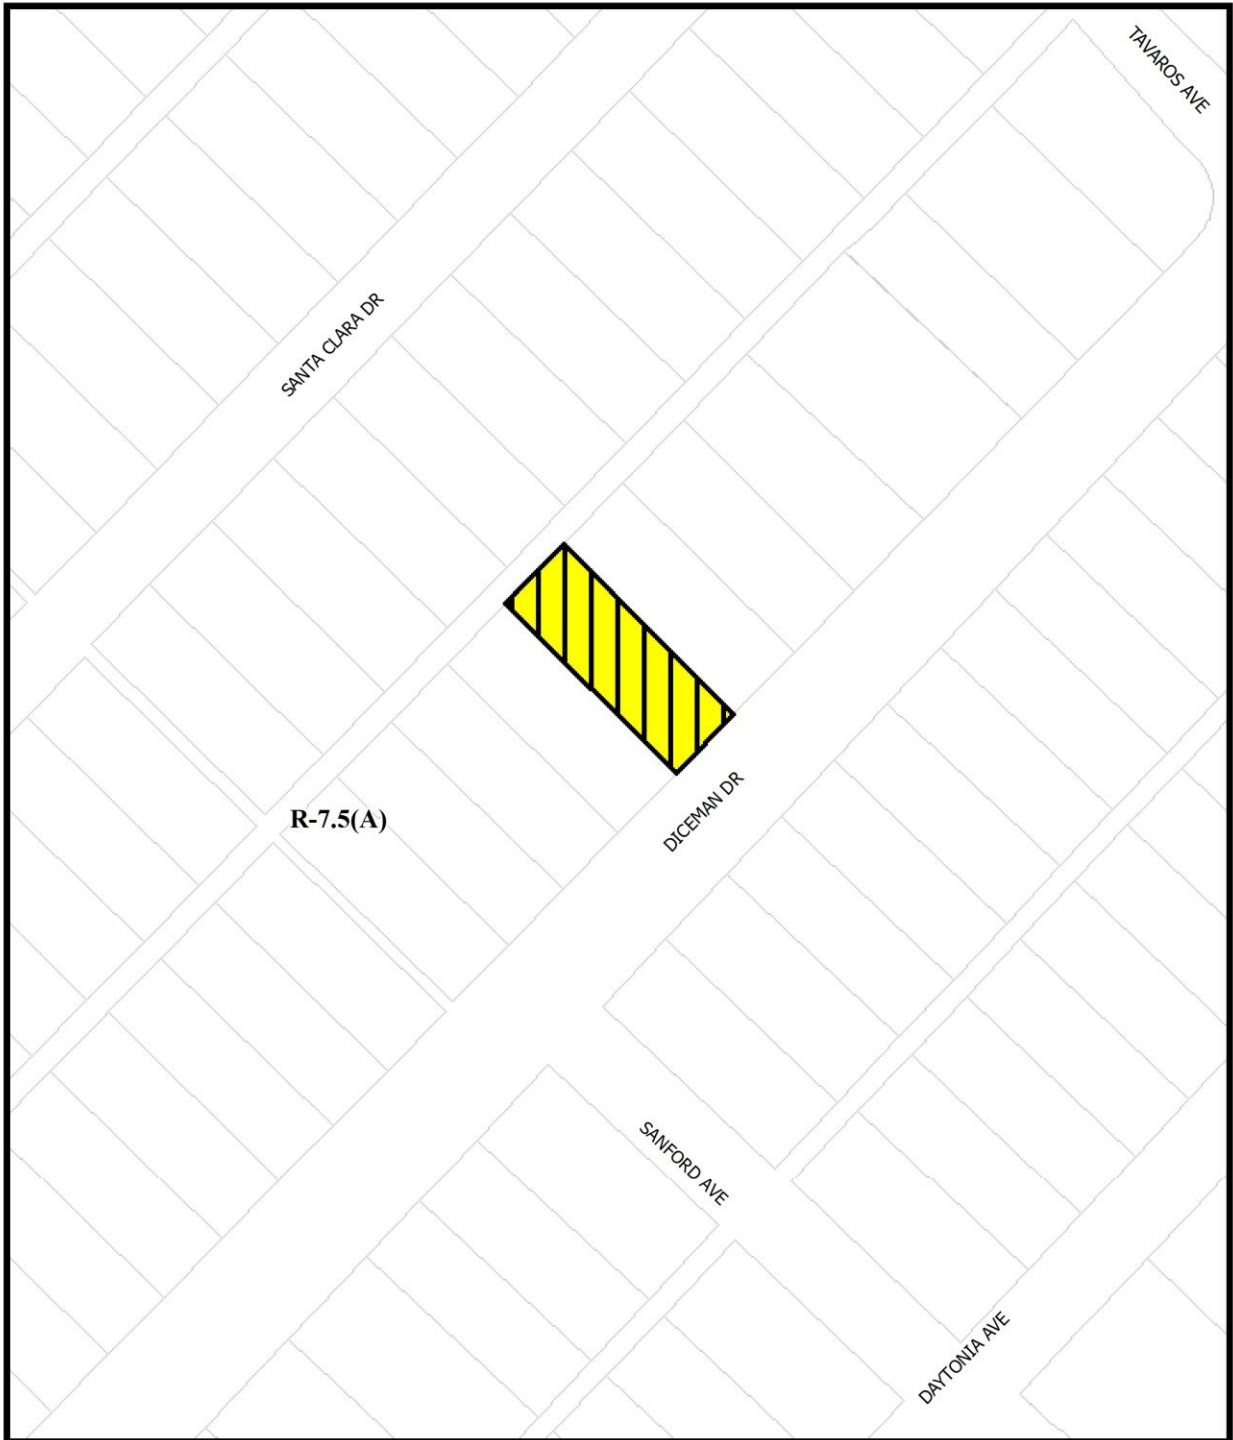 TAVAROS AVE
SANTA CLARA DR
R-7.5(A)
DICEMAN DR
SANFORD AVE
DAYTONIA AVE